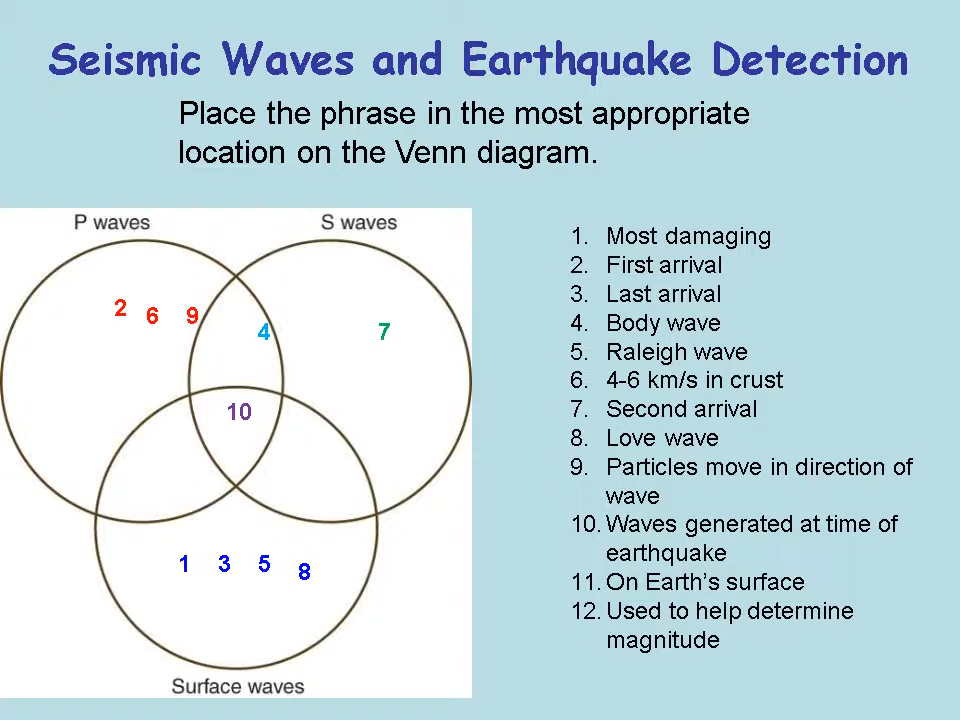 Seismic Waves and Earthquake Detection
Place the phrase in the most appropriate
location on the Venn diagram.
P waves
S waves
2
6
9
4
7
10
1
3
5
8
Surface waves
1. Most damaging
2. First arrival
3. Last arrival
4. Body wave
5. Raleigh wave
6. 4-6 km/s in crust
7. Second arrival
8. Love wave
9. Particles move in direction of
wave
10. Waves generated at time of
earthquake
11. On Earth's surface
12. Used to help determine
magnitude